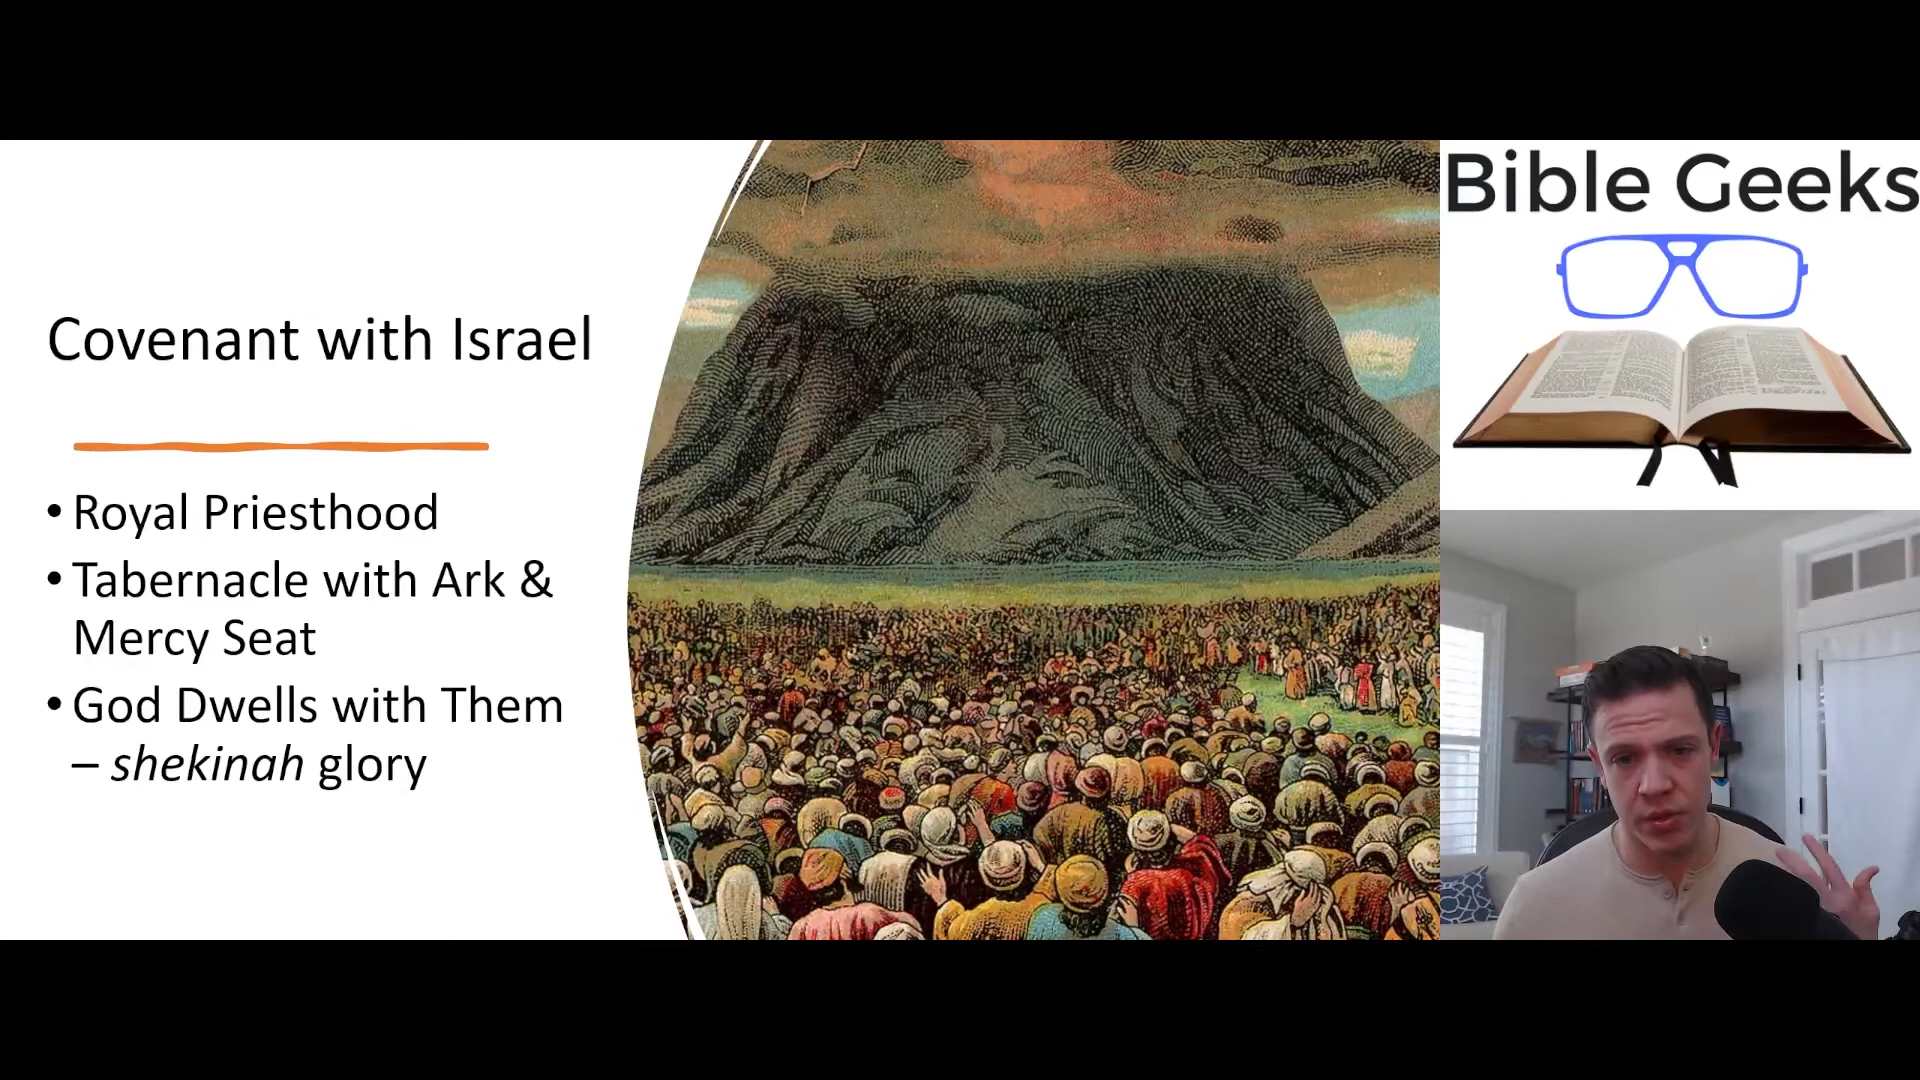 Covenant with Israel
• Royal Priesthood
• Tabernacle with Ark &
Mercy Seat
• God Dwells with Them
– shekinah glory
Bible Geeks